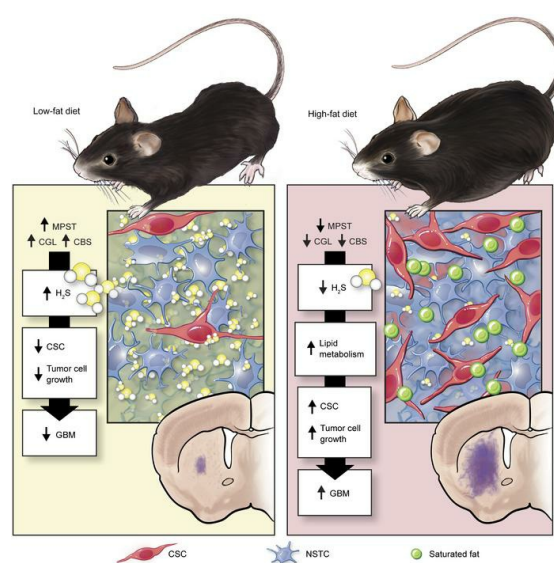 Low-fat diet
↑ MPST
↑ CGL ↑ CBS
↑ H₂S
↓ CSC
↓ Tumor cell
growth
↓ GBM
High-fat diet
↓ MPST
↓ CGL ↓ CBS
↓ H₂S
↑ Lipid
metabolism
↑ CSC
↑ Tumor cell
growth
↑ GBM
CSC
NSTC
Saturated fat